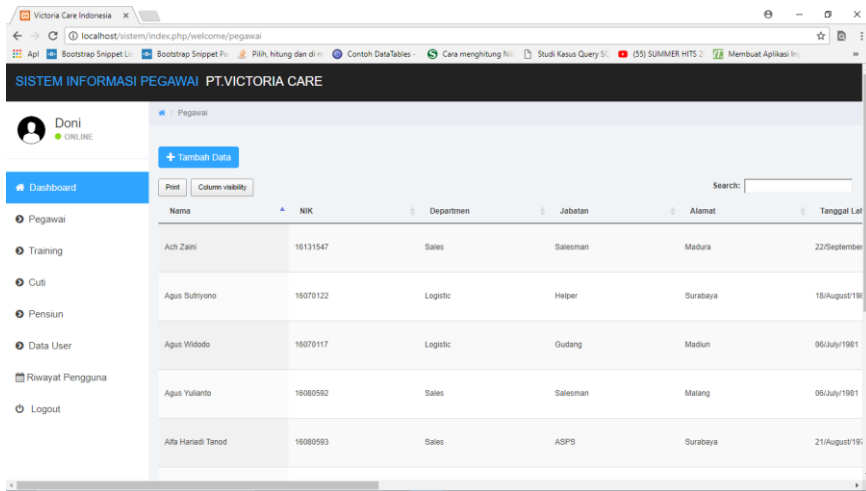 Victoria Care Indonesia
localhost/sistem/index.php/welcome/pegawai
Apl Bootstrap Snippet Lis Bootstrap Snippet Pa Pilih, hitung dan di m Contoh DataTables - Cara menghitung Nil Studi Kasus Query SC (55) SUMMER HITS 2 Membuat Aplikasi In
SISTEM INFORMASI PEGAWAI PT.VICTORIA CARE
Doni
ONLINE
/ Pegawai
+ Tambah Data
Print Column visibility Search:
Dashboard
Pegawai
Training
Cuti
Pensiun
Data User
Riwayat Pengguna
Logout
Nama NIK Departmen Jabatan Alamat Tanggal Lah
Ach Zaini 16131547 Sales Salesman Madura 22/September
Agus Sutriyono 16070122 Logistic Helper Surabaya 18/August/198
Agus Widodo 16070117 Logistic Gudang Madiun 06/July/1981
Agus Yulianto 16080592 Sales Salesman Malang 06/July/1981
Alfa Hariadi Tanod 16080593 Sales ASPS Surabaya 21/August/197